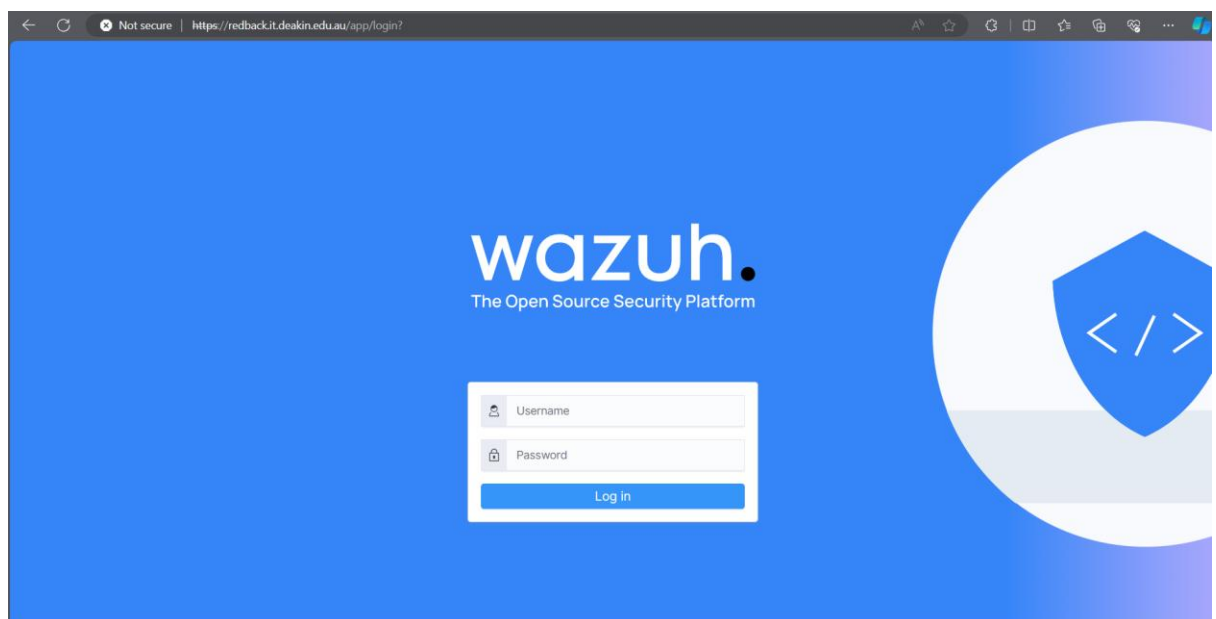 Not secure | https://redback.it.deakin.edu.au/app/login?
wazuh.
The Open Source Security Platform
Username
Password
Log in